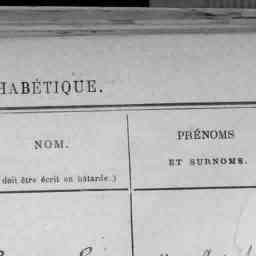 HABÉTIQUE.
NOM.
PRÉNOMS
ET SURNOMS.
doit être écrit en bâtarde.)